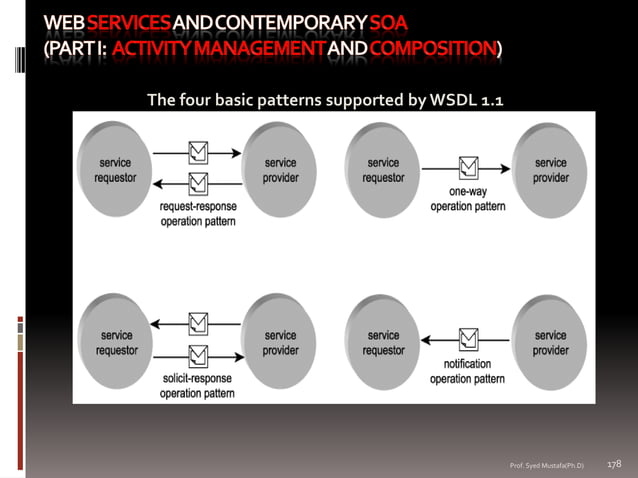 WEB SERVICES AND CONTEMPORARY SOA
(PART I: ACTIVITY MANAGEMENT AND COMPOSITION)
The four basic patterns supported by WSDL 1.1
service
requestor
service
provider
request-response
operation pattern
service
requestor
service
provider
one-way
operation pattern
service
requestor
service
provider
solicit-response
operation pattern
service
requestor
service
provider
notification
operation pattern
Prof. Syed Mustafa(Ph.D)
178